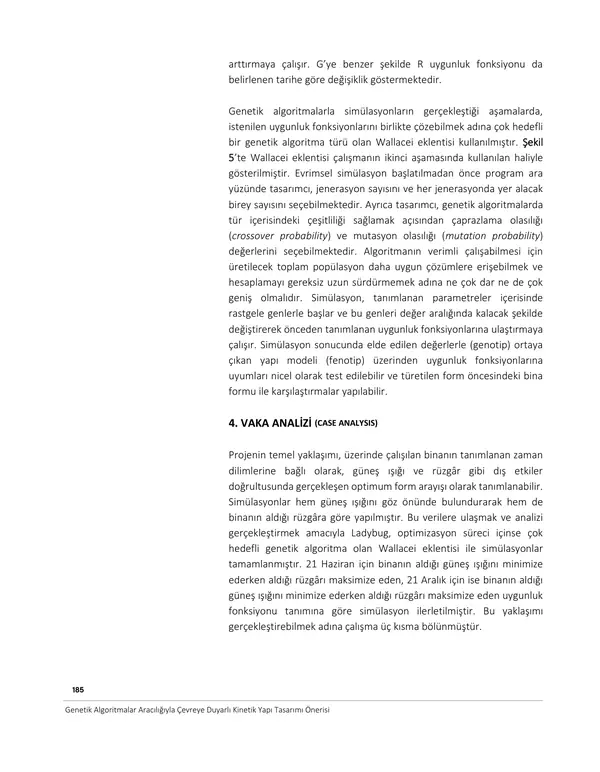 arttırmaya çalışır. G’ye benzer şekilde R uygunluk fonksiyonu da
belirlenen tarihe göre değişiklik göstermektedir.
Genetik algoritmalarla simülasyonların gerçekleştiği aşamalarda,
istenilen uygunluk fonksiyonlarını birlikte çözebilmek adına çok hedefli
bir genetik algoritma türü olan Wallacei eklentisi kullanılmıştır. Şekil
5’te Wallacei eklentisi çalışmanın ikinci aşamasında kullanılan haliyle
gösterilmiştir. Evrimsel simülasyon başlatılmadan önce program ara
yüzünde tasarımcı, jenerasyon sayısını ve her jenerasyonda yer alacak
birey sayısını seçebilmektedir. Ayrıca tasarımcı, genetik algoritmalarda
tür içerisindeki çeşitliliği sağlamak açısından çaprazlama olasılığı
(crossover probability) ve mutasyon olasılığı (mutation probability)
değerlerini seçebilmektedir. Algoritmanın verimli çalışabilmesi için
üretilecek toplam popülasyon daha uygun çözümlere erişebilmek ve
hesaplamayı gereksiz uzun sürdürmemek adına ne çok dar ne de çok
geniş olmalıdır. Simülasyon, tanımlanan parametreler içerisinde
rastgele genlerle başlar ve bu genleri değer aralığında kalacak şekilde
değiştirerek önceden tanımlanan uygunluk fonksiyonlarına ulaştırmaya
çalışır. Simülasyon sonucunda elde edilen değerlerle (genotip) ortaya
çıkan yapı modeli (fenotip) üzerinden uygunluk fonksiyonlarına
uyumları nicel olarak test edilebilir ve türetilen form öncesindeki bina
formu ile karşılaştırmalar yapılabilir.
4. VAKA ANALİZİ (CASE ANALYSIS)
Projenin temel yaklaşımı, üzerinde çalışılan binanın tanımlanan zaman
dilimlerine bağlı olarak, güneş ışığı ve rüzgâr gibi dış etkiler
doğrultusunda gerçekleşen optimum form arayışı olarak tanımlanabilir.
Simülasyonlar hem güneş ışığını göz önünde bulundurarak hem de
binanın aldığı rüzgâra göre yapılmıştır. Bu verilere ulaşmak ve analizi
gerçekleştirmek amacıyla Ladybug, optimizasyon süreci içinse çok
hedefli genetik algoritma olan Wallacei eklentisi ile simülasyonlar
tamamlanmıştır. 21 Haziran için binanın aldığı güneş ışığını minimize
ederken aldığı rüzgârı maksimize eden, 21 Aralık için ise binanın aldığı
güneş ışığını minimize ederken aldığı rüzgârı maksimize eden uygunluk
fonksiyonu tanımına göre simülasyon ilerletilmiştir. Bu yaklaşımı
gerçekleştirebilmek adına çalışma üç kısma bölünmüştür.
185
Genetik Algoritmalar Aracılığıyla Çevreye Duyarlı Kinetik Yapı Tasarımı Önerisi